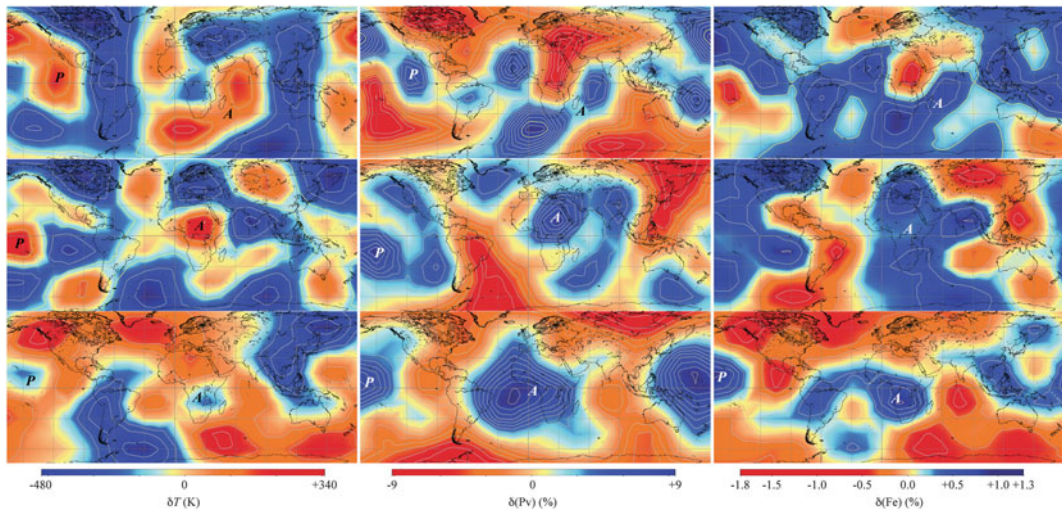 P A P A P A
P A P A A
P A P A P A
-480 0 +340 -9 0 +9 -1.8 -1.5 -1.0 -0.5 0.0 +0.5 +1.0 +1.3
δT (K) δ(Pv) (%) δ(Fe) (%)